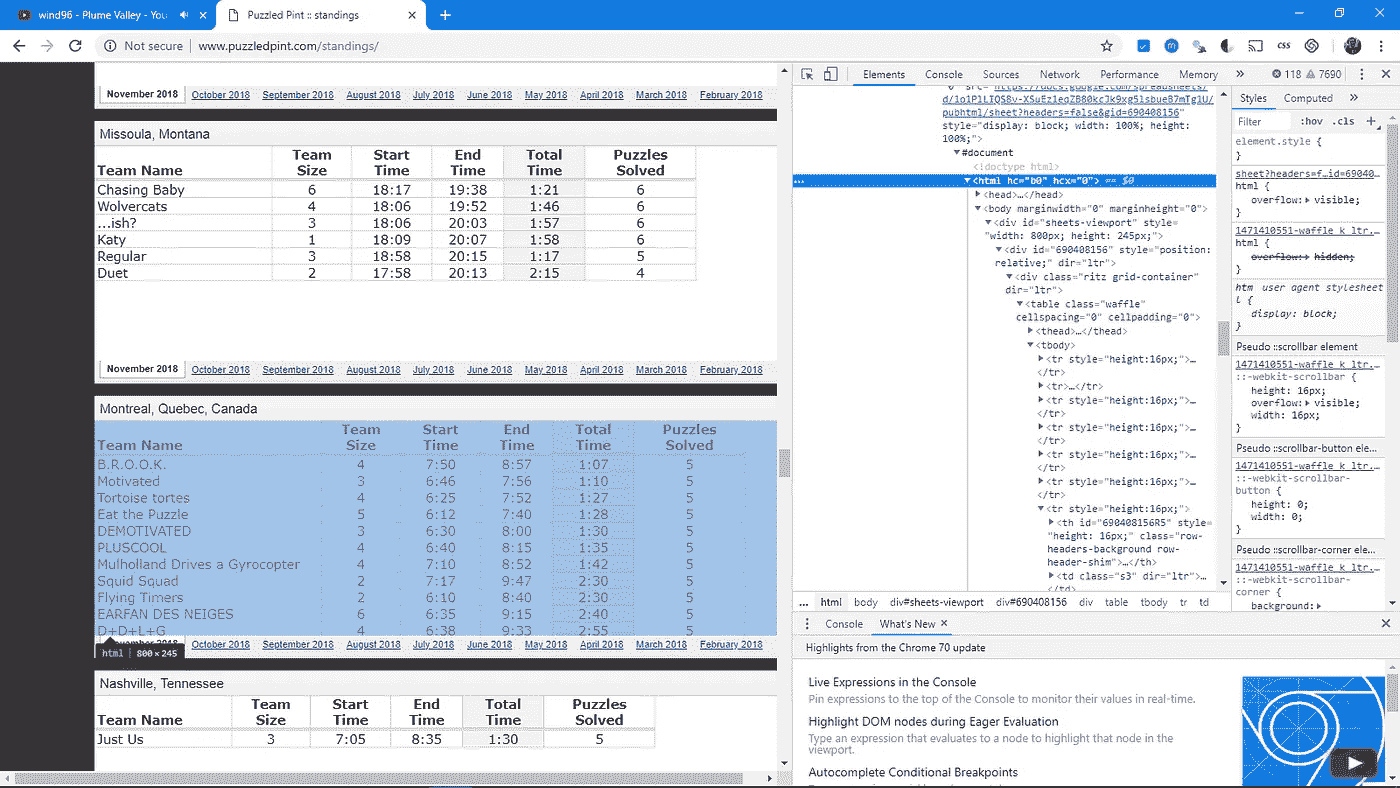 wind96 - Plume Valley - You
Puzzled Pint :: standings
Not secure | www.puzzledpint.com/standings/
November 2018 October 2018 September 2018 August 2018 July 2018 June 2018 May 2018 April 2018 March 2018 February 2018
Missoula, Montana
Team Name Team Size Start Time End Time Total Time Puzzles Solved
Chasing Baby 6 18:17 19:38 1:21 6
Wolvercats 4 18:06 19:52 1:46 6
...ish? 3 18:06 20:03 1:57 6
Katy 1 18:09 20:07 1:58 6
Regular 3 18:58 20:15 1:17 5
Duet 2 17:58 20:13 2:15 4
November 2018 October 2018 September 2018 August 2018 July 2018 June 2018 May 2018 April 2018 March 2018 February 2018
Montreal, Quebec, Canada
Team Name Team Size Start Time End Time Total Time Puzzles Solved
B.R.O.O.K. 4 7:50 8:57 1:07 5
Motivated 3 6:46 7:56 1:10 5
Tortoise tortes 4 6:25 7:52 1:27 5
Eat the Puzzle 5 6:12 7:40 1:28 5
DEMOTIVATED 3 6:30 8:00 1:30 5
PLUSCOOL 4 6:40 8:15 1:35 5
Mulholland Drives a Gyrocopter 4 7:10 8:52 1:42 5
Squid Squad 2 7:17 9:47 2:30 5
Flying Timers 2 6:10 8:40 2:30 5
EARFAN DES NEIGES 6 6:35 9:15 2:40 5
D+D+L+G 4 6:38 9:33 2:55 5
November 2018 October 2018 September 2018 August 2018 July 2018 June 2018 May 2018 April 2018 March 2018 February 2018
html | 800 × 245
Nashville, Tennessee
Team Name Team Size Start Time End Time Total Time Puzzles Solved
Just Us 3 7:05 8:35 1:30 5
Elements Console Sources Network Performance Memory » 118 7690
pubhtml/sheet?headers=false&gid=690408156"
style="display: block; width: 100%; height:
100%;">
#document
<!doctype html>
... <html hc="b0" hcx="0"> == $0
<head>…</head>
<body marginwidth="0" marginheight="0">
<div id="sheets-viewport" style=
"width: 800px; height: 245px;">
<div id="690408156" style="position:
relative;" dir="ltr">
<div class="ritz grid-container"
dir="ltr">
<table class="waffle"
cellspacing="0" cellpadding="0">
<thead>…</thead>
<tbody>
<tr style="height:16px;">…
</tr>
<tr>…</tr>
<tr style="height:16px;">…
</tr>
<tr style="height:16px;">…
</tr>
<tr style="height:16px;">…
</tr>
<tr style="height:16px;">…
</tr>
<tr style="height:16px;">
<th id="690408156R5" style=
"height: 16px;" class="row-
headers-background row-
header-shim">…</th>
<td class="s3" dir="ltr">…
</td>
... html body div#sheets-viewport div#690408156 div table tbody tr td
Styles Computed »
Filter :hov .cls +
element.style {
}
sheet?headers=f…id=69040…
html {
overflow: visible;
}
1471410551-waffle_k_ltr.…
html {
overflow: hidden;
}
htm user agent stylesheet
l {
display: block;
}
Pseudo ::scrollbar element
1471410551-waffle_k_ltr.…
::-webkit-scrollbar {
height: 16px;
overflow: visible;
width: 16px;
}
Pseudo ::scrollbar-button ele…
1471410551-waffle_k_ltr.…
::-webkit-scrollbar-
button {
height: 0;
width: 0;
}
Pseudo ::scrollbar-corner ele…
1471410551-waffle_k_ltr.…
::-webkit-scrollbar-
corner {
background:
Console What's New
Highlights from the Chrome 70 update
Live Expressions in the Console
Pin expressions to the top of the Console to monitor their values in real-time.
Highlight DOM nodes during Eager Evaluation
Type an expression that evaluates to a node to highlight that node in the
viewport.
Autocomplete Conditional Breakpoints